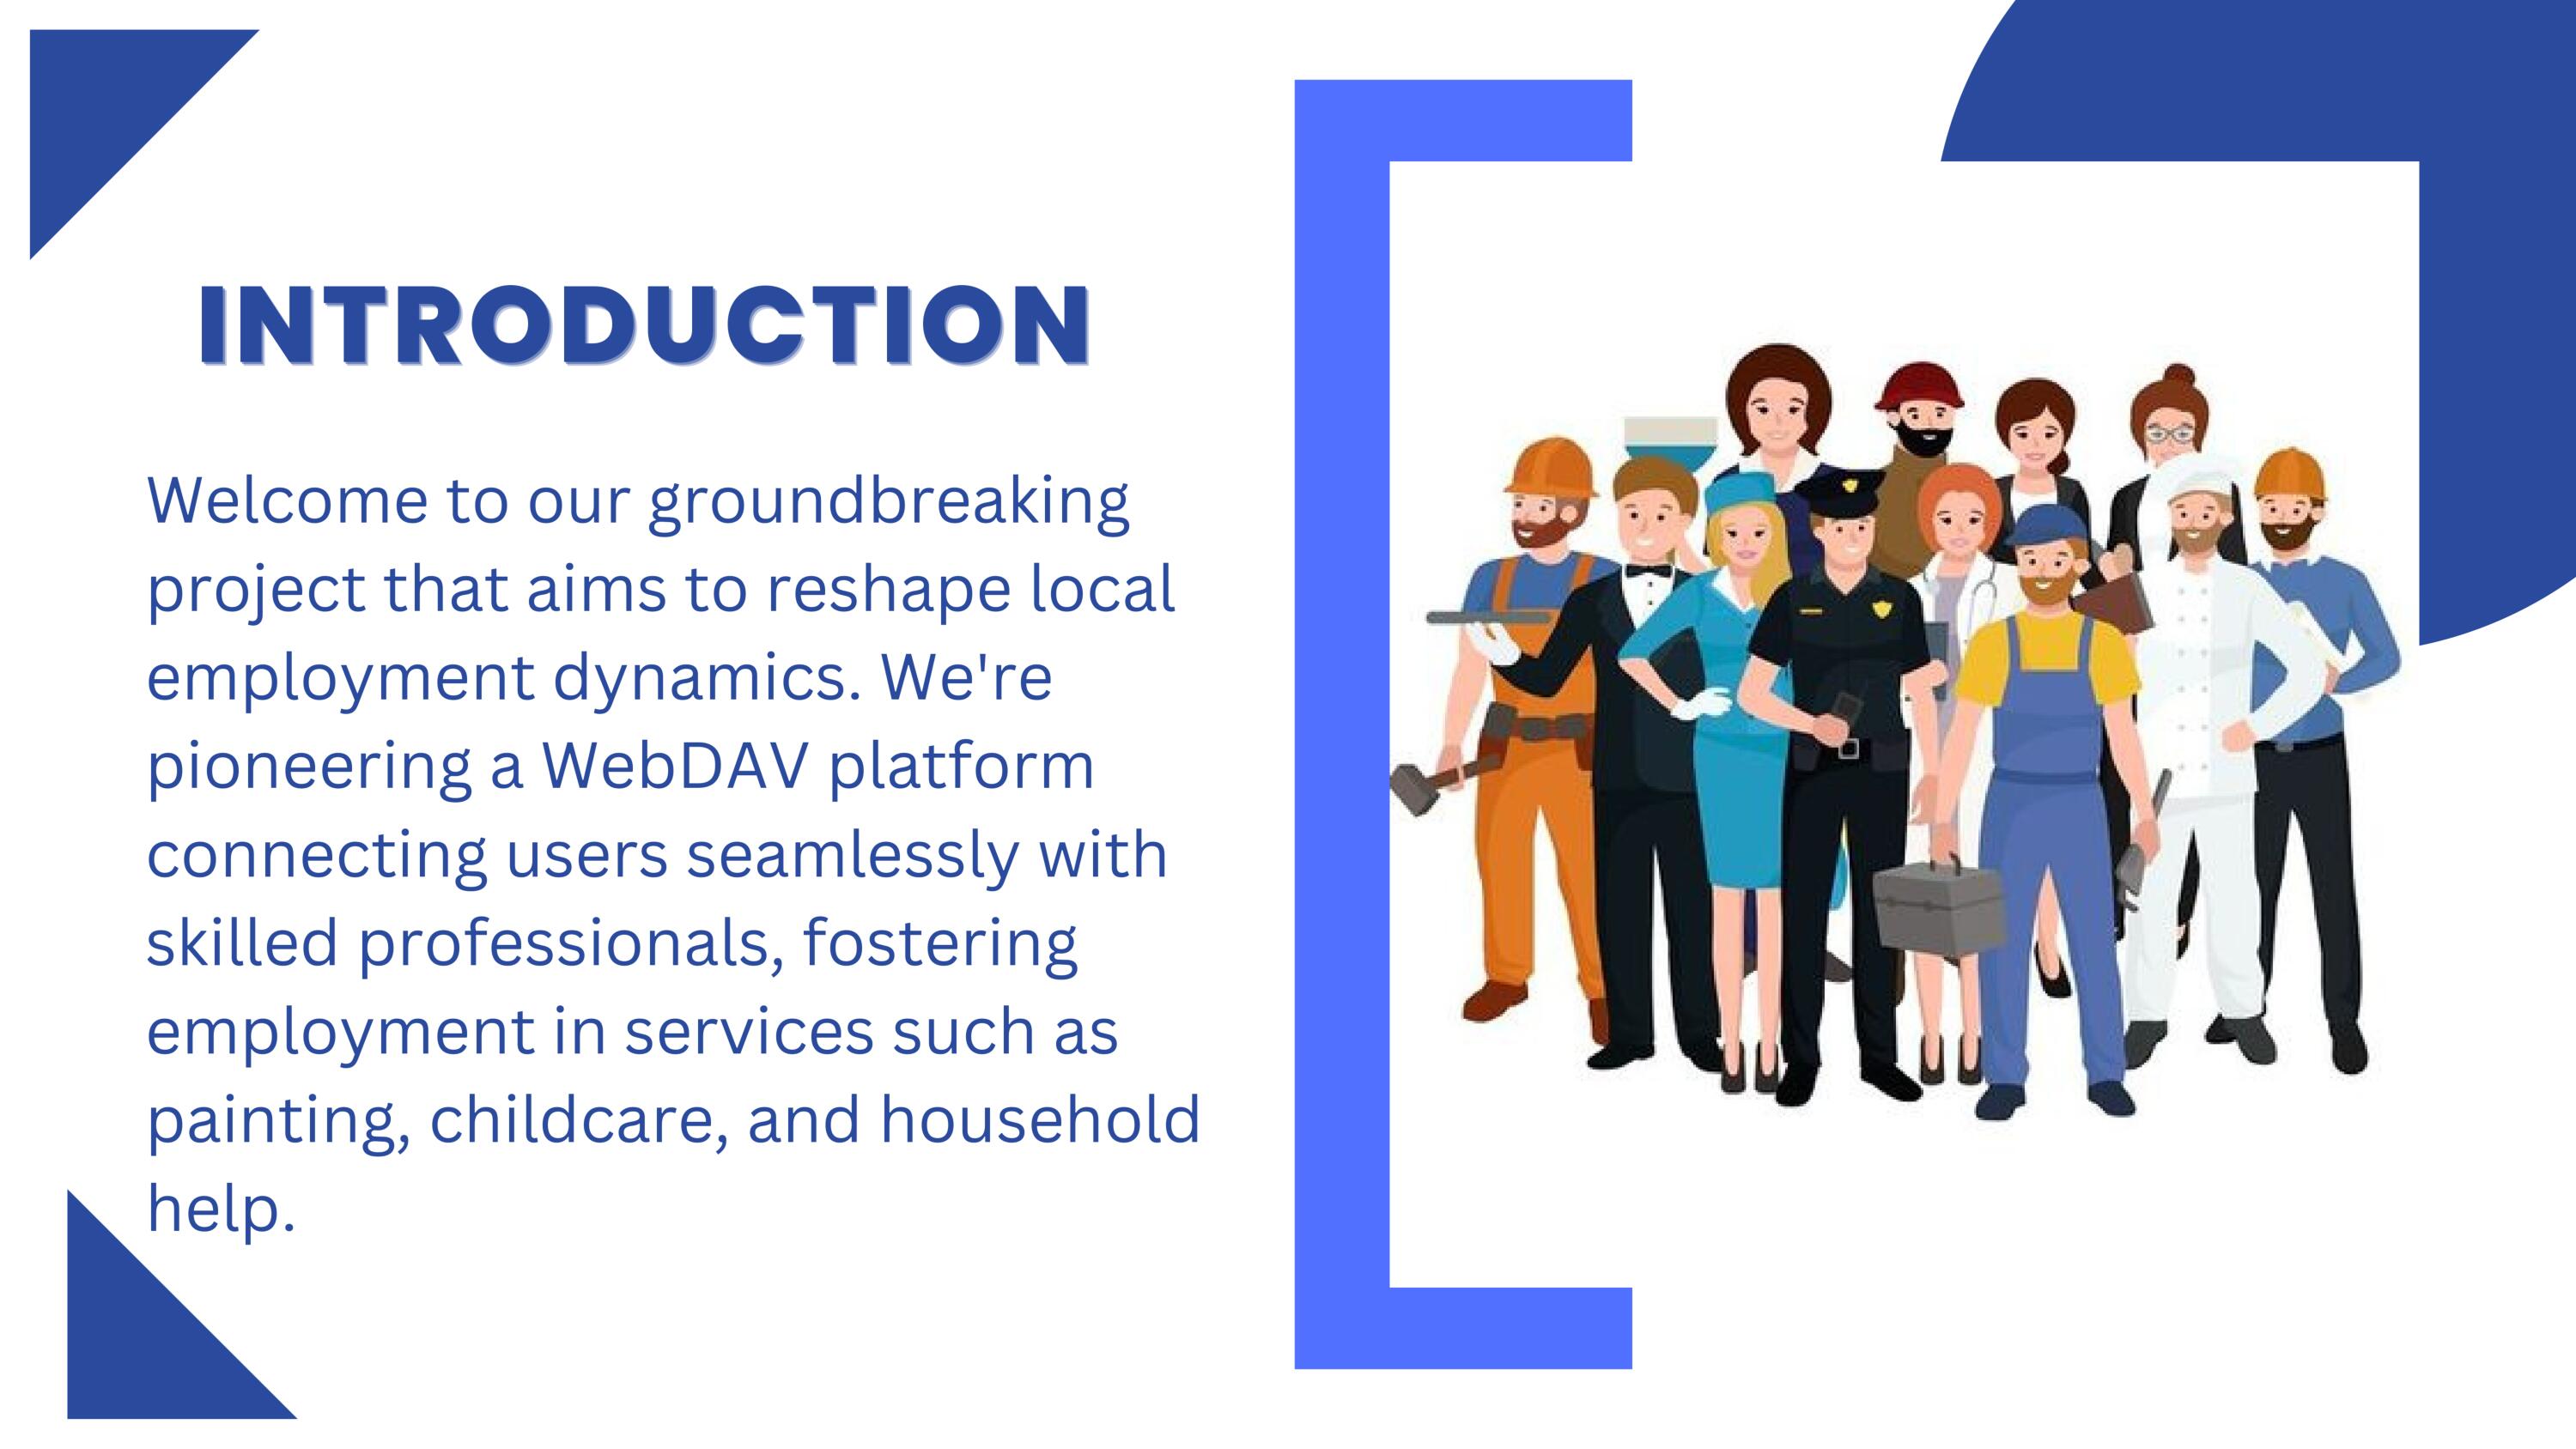 INTRODUCTION
Welcome to our groundbreaking
project that aims to reshape local
employment dynamics. We're
pioneering a WebDAV platform
connecting users seamlessly with
skilled professionals, fostering
employment in services such as
painting, childcare, and household
help.